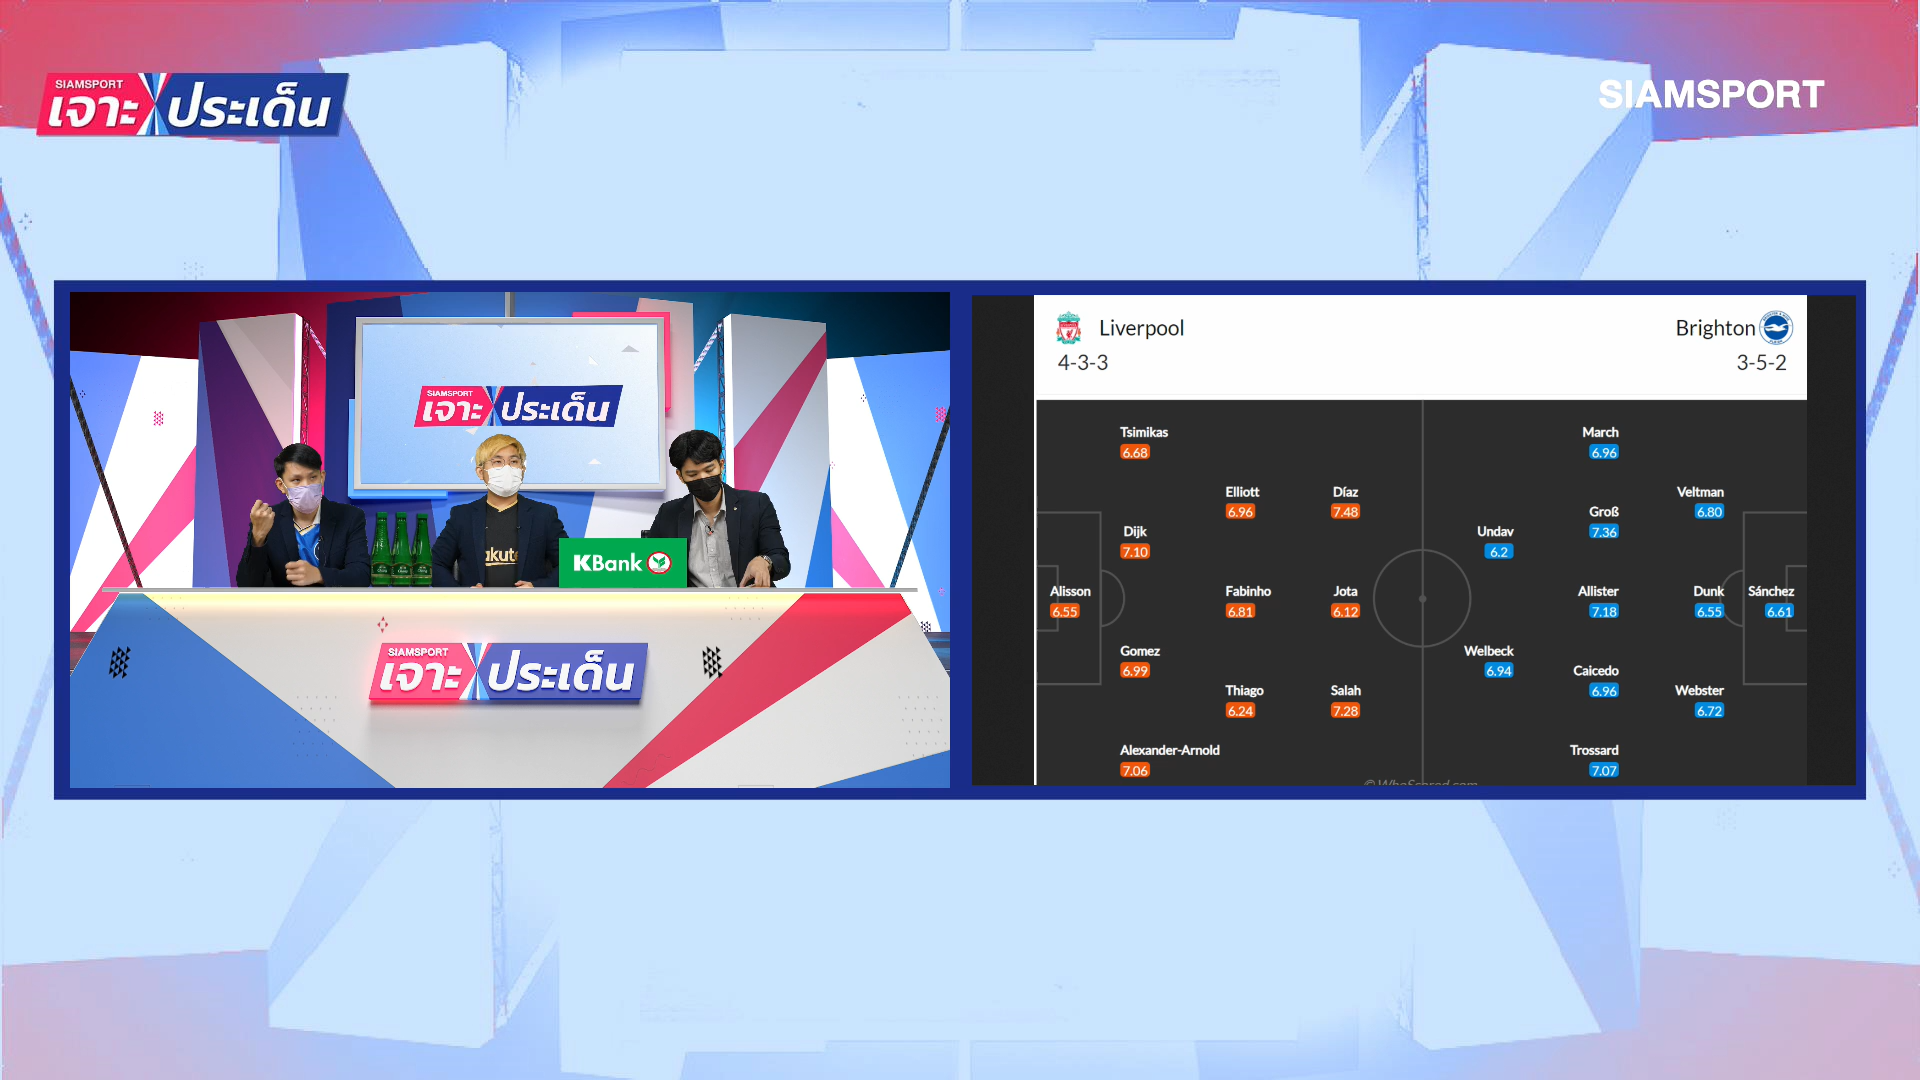 SIAMSPORT
เจาะประเด็น
SIAMSPORT
SIAMSPORT
เจาะประเด็น
akute
KBank
SIAMSPORT
เจาะประเด็น
Liverpool
4-3-3
Brighton
3-5-2
Tsimikas
6.68
Elliott
6.96
Díaz
7.48
Dijk
7.10
Alisson
6.55
Fabinho
6.81
Jota
6.12
Gomez
6.99
Thiago
6.24
Salah
7.28
Alexander-Arnold
7.06
March
6.96
Veltman
6.80
Groß
7.36
Undav
6.2
Allister
7.18
Dunk
6.55
Sánchez
6.61
Welbeck
6.94
Caicedo
6.96
Webster
6.72
Trossard
7.07
© WhoScored.com